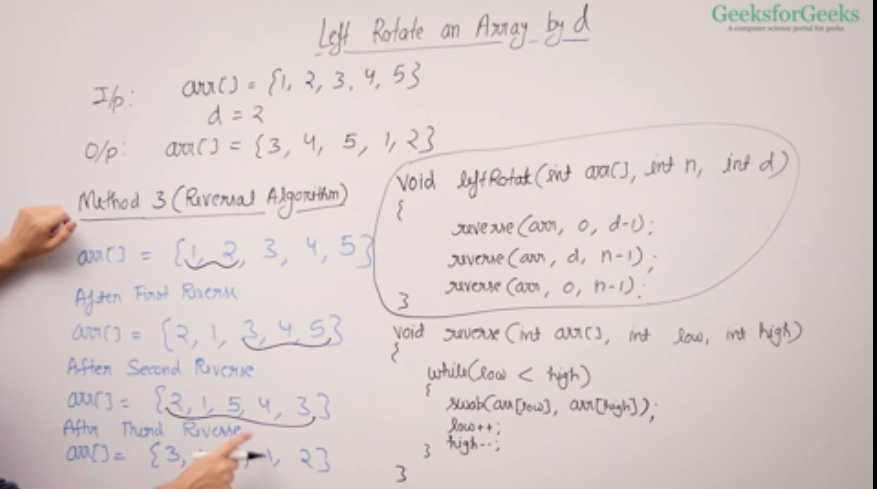 GeeksforGeeks
A computer science portal for geeks
Left Rotate an Array by d
I/p: arr[] = {1, 2, 3, 4, 5}
d = 2
O/p: arr[] = {3, 4, 5, 1, 2}
Method 3 (Reversal Algorithm)
arr[] = {1, 2, 3, 4, 5}
After First Reverse
arr[] = {2, 1, 3, 4, 5}
After Second Reverse
arr[] = {2, 1, 5, 4, 3}
After Third Reverse
arr[] = {3, 1, 2}
void leftRotate(int arr[], int n, int d)
{
reverse(arr, 0, d-1);
reverse(arr, d, n-1);
reverse(arr, 0, n-1);
}
void reverse(int arr[], int low, int high)
{
while(low < high)
{
swap(arr[low], arr[high]);
low++;
high--;
}
}